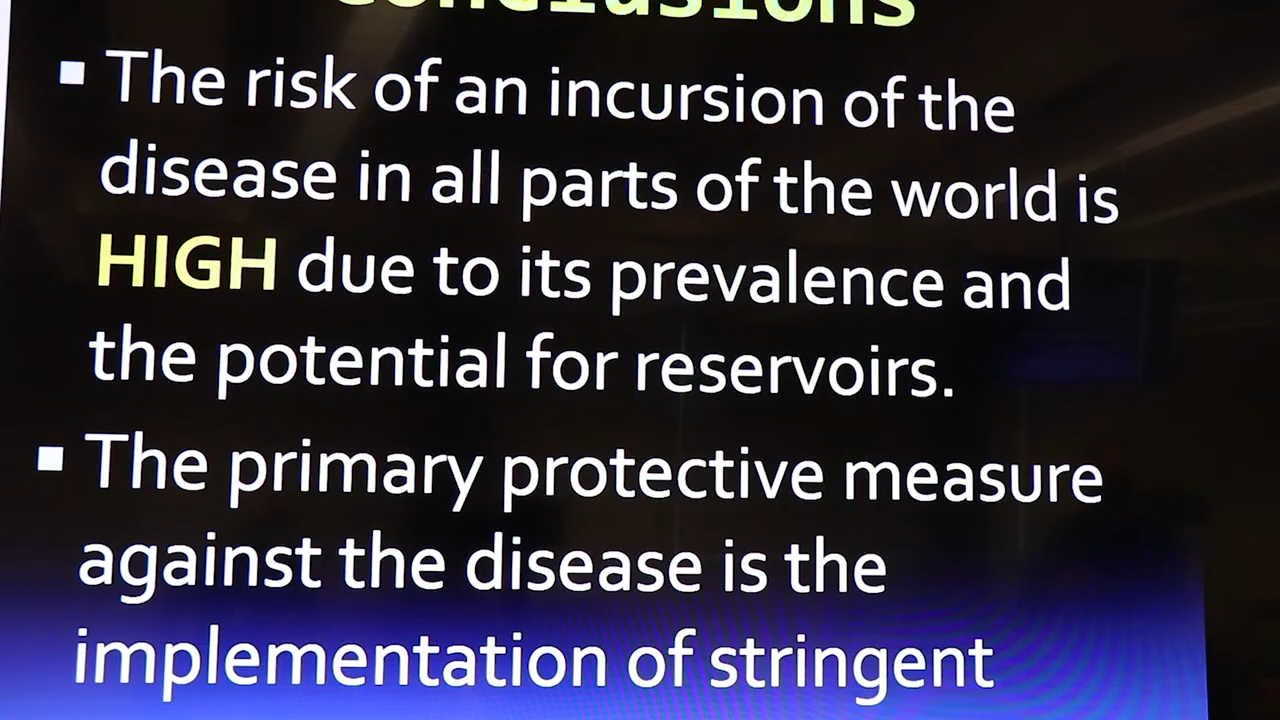 Conclusions
▪ The risk of an incursion of the
disease in all parts of the world is
HIGH due to its prevalence and
the potential for reservoirs.
▪ The primary protective measure
against the disease is the
implementation of stringent